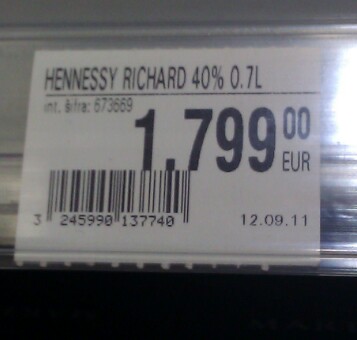 HENNESSY RICHARD 40% 0.7L
int. šifra: 673669
1.799 00
EUR
3 245990 137740
12.09.11